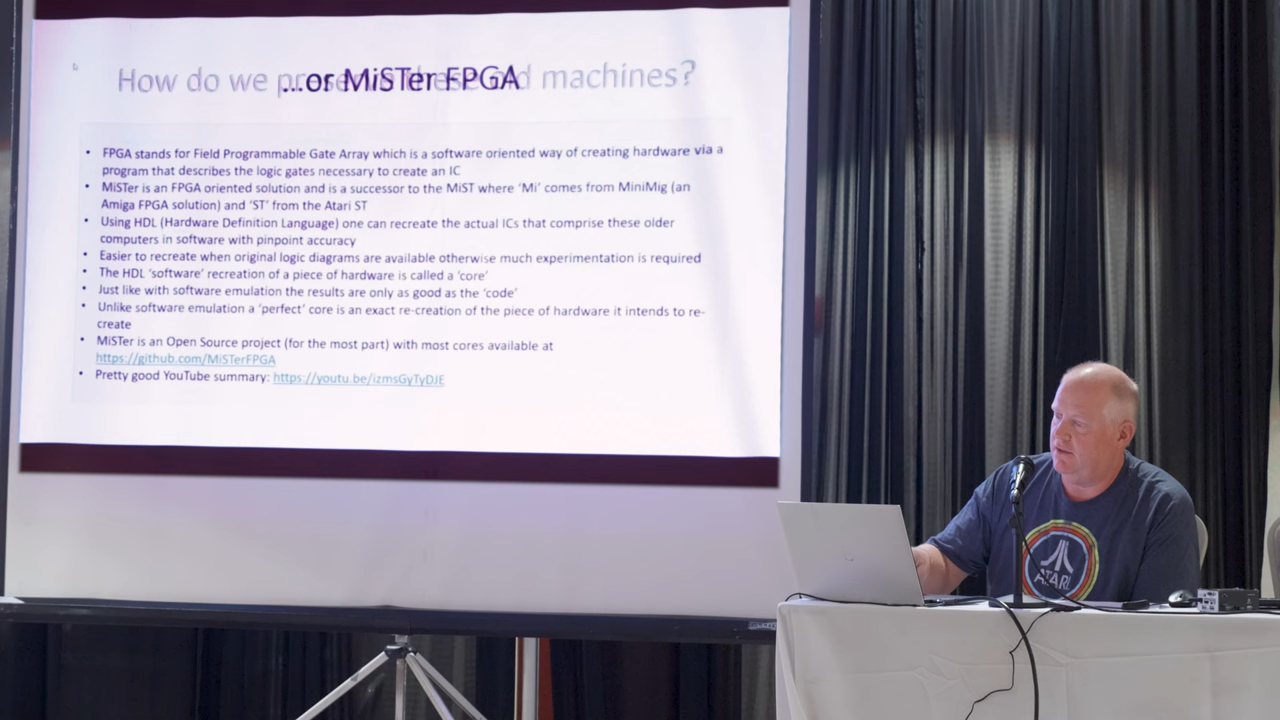 How do we preserve these old machines?
...or MiSTer FPGA
• FPGA stands for Field Programmable Gate Array which is a software oriented way of creating hardware via a
program that describes the logic gates necessary to create an IC
• MiSTer is an FPGA oriented solution and is a successor to the MiST where ‘Mi’ comes from MiniMig (an
Amiga FPGA solution) and ‘ST’ from the Atari ST
• Using HDL (Hardware Definition Language) one can recreate the actual ICs that comprise these older
computers in software with pinpoint accuracy
• Easier to recreate when original logic diagrams are available otherwise much experimentation is required
• The HDL ‘software’ recreation of a piece of hardware is called a ‘core’
• Just like with software emulation the results are only as good as the ‘code’
• Unlike software emulation a ‘perfect’ core is an exact re-creation of the piece of hardware it intends to re-
create
• MiSTer is an Open Source project (for the most part) with most cores available at
https://github.com/MiSTerFPGA
• Pretty good YouTube summary: https://youtu.be/izmsGyTyDJE
ATARI